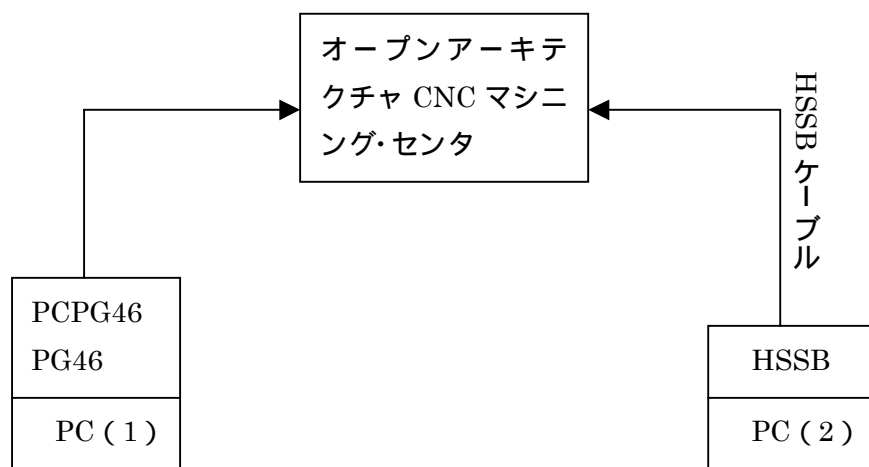 オープンアーキテ
クチャ CNC マシニ
ング・センタ
HSSB ケーブル
PCPG46
PG46
PC ( 1 )
HSSB
PC ( 2 )